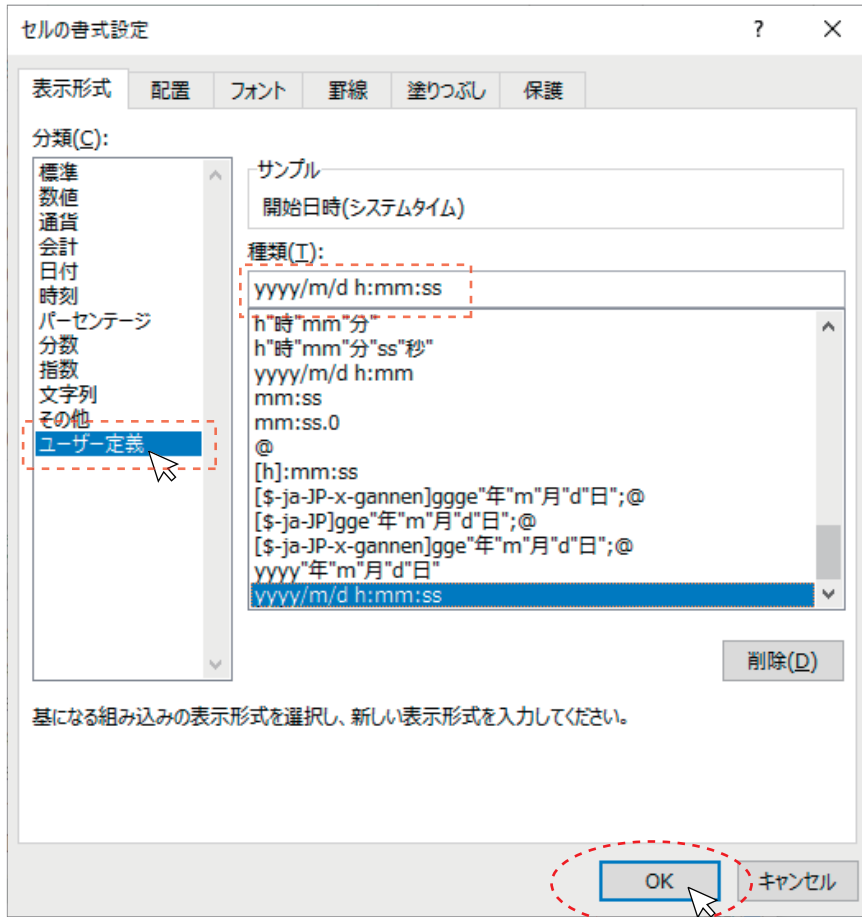 セルの書式設定 ? ×
表示形式 配置 フォント 罫線 塗りつぶし 保護
分類(C):
標準
数値
通貨
会計
日付
時刻
パーセンテージ
分数
指数
文字列
その他
ユーザー定義
サンプル
開始日時(システムタイム)
種類(T):
yyyy/m/d h:mm:ss
h"時"mm"分"
h"時"mm"分"ss"秒"
yyyy/m/d h:mm
mm:ss
mm:ss.0
@
[h]:mm:ss
[$-ja-JP-x-gannen]ggge"年"m"月"d"日";@
[$-ja-JP]gge"年"m"月"d"日";@
[$-ja-JP-x-gannen]gge"年"m"月"d"日";@
yyyy"年"m"月"d"日"
yyyy/m/d h:mm:ss
削除(D)
基になる組み込みの表示形式を選択し、新しい表示形式を入力してください。
OK キャンセル